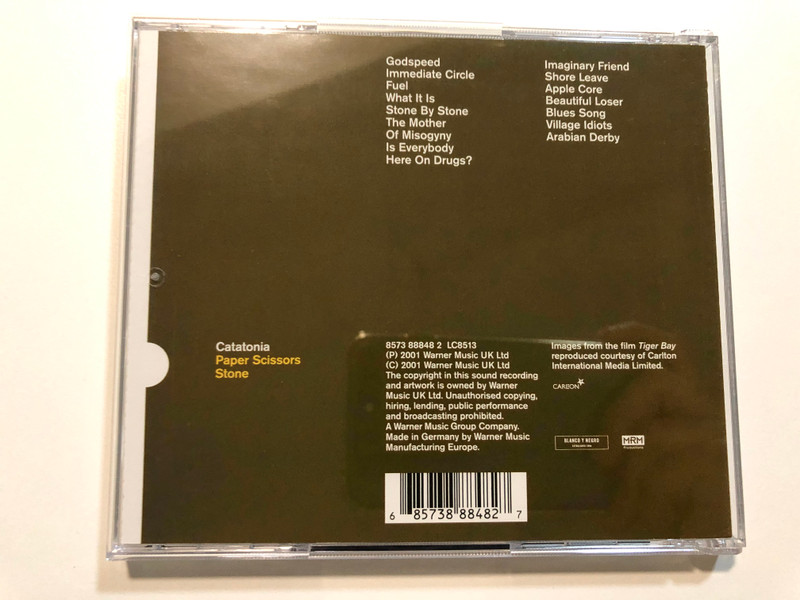 Godspeed
Immediate Circle
Fuel
What It Is
Stone By Stone
The Mother
Of Misogyny
Is Everybody
Here On Drugs?
Imaginary Friend
Shore Leave
Apple Core
Beautiful Loser
Blues Song
Village Idiots
Arabian Derby
Catatonia
Paper Scissors
Stone
8573 88848 2 LC8513
(P) 2001 Warner Music UK Ltd
(C) 2001 Warner Music UK Ltd
The copyright in this sound recording
and artwork is owned by Warner
Music UK Ltd. Unauthorised copying,
hiring, lending, public performance
and broadcasting prohibited.
A Warner Music Group Company.
Made in Germany by Warner Music
Manufacturing Europe.
Images from the film Tiger Bay
reproduced courtesy of Carlton
International Media Limited.
CARLTON
BLANCO Y NEGRO
MRM
6 85738 88482 7